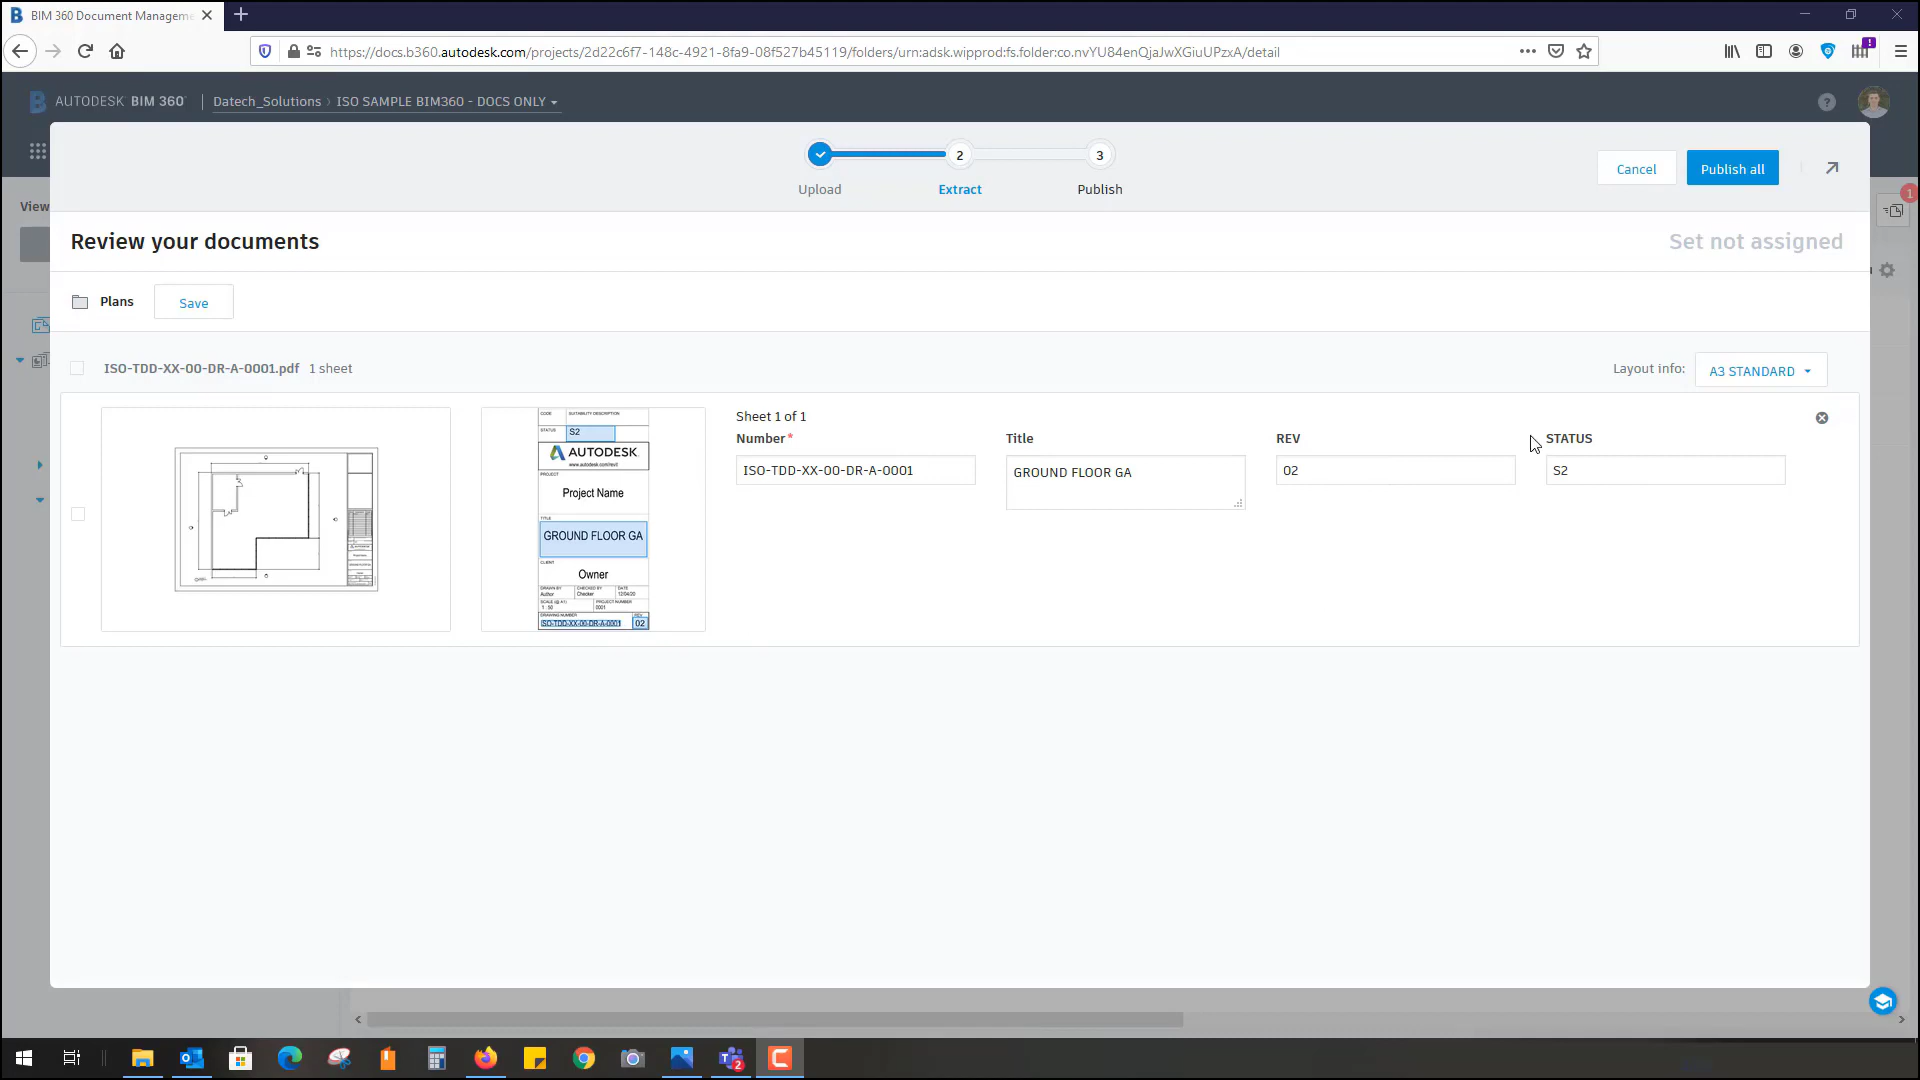 BIM 360 Document Manageme
https://docs.b360.autodesk.com/projects/2d22c6f7-148c-4921-8fa9-08f527b45119/folders/urn:adsk.wipprod:fs.folder:co.nvYU84enQjaJwXGiuUPzxA/detail
AUTODESK BIM 360 Datech_Solutions › ISO SAMPLE BIM360 - DOCS ONLY
2
3
Upload
Extract
Publish
Cancel
Publish all
View
1
Review your documents
Set not assigned
Plans
Save
ISO-TDD-XX-00-DR-A-0001.pdf 1 sheet
Layout info:
A3 STANDARD
CODE SUITABILITY DESCRIPTION
STATUS S2
AUTODESK
www.autodesk.com/revit
PROJECT
Project Name
TITLE
GROUND FLOOR GA
CLIENT
Owner
DRAWN BY CHECKED BY DATE
Author Checker 12/04/20
SCALE (@ A1) PROJECT NUMBER
1 : 50 0001
DRAWING NUMBER REV
ISO-TDD-XX-00-DR-A-0001 02
Sheet 1 of 1
Number*
Title
REV
STATUS
ISO-TDD-XX-00-DR-A-0001
GROUND FLOOR GA
02
S2
2